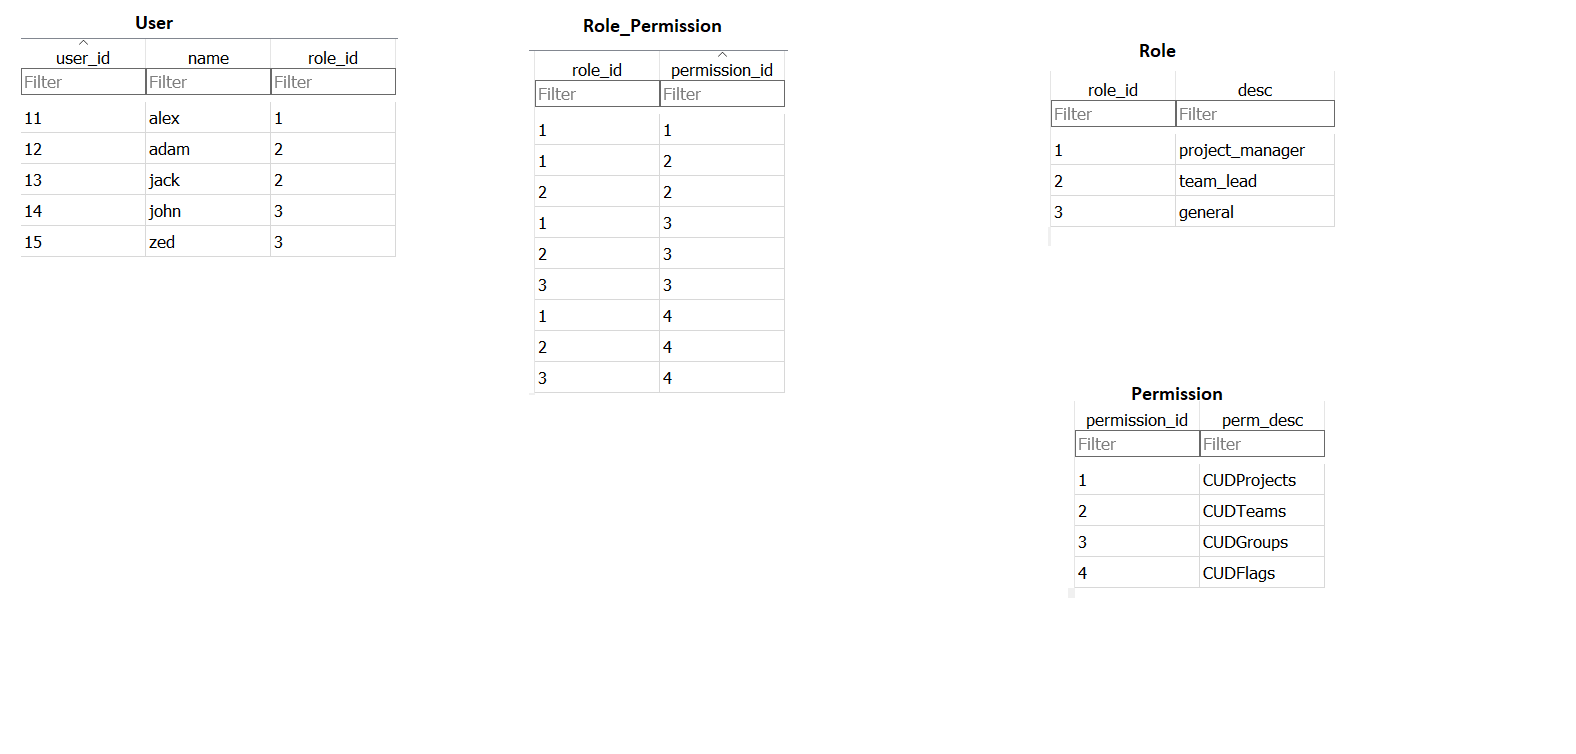 User
user_id name role_id
Filter Filter Filter
11 alex 1
12 adam 2
13 jack 2
14 john 3
15 zed 3
Role_Permission
role_id permission_id
Filter Filter
1 1
1 2
2 2
1 3
2 3
3 3
1 4
2 4
3 4
Role
role_id desc
Filter Filter
1 project_manager
2 team_lead
3 general
Permission
permission_id perm_desc
Filter Filter
1 CUDProjects
2 CUDTeams
3 CUDGroups
4 CUDFlags